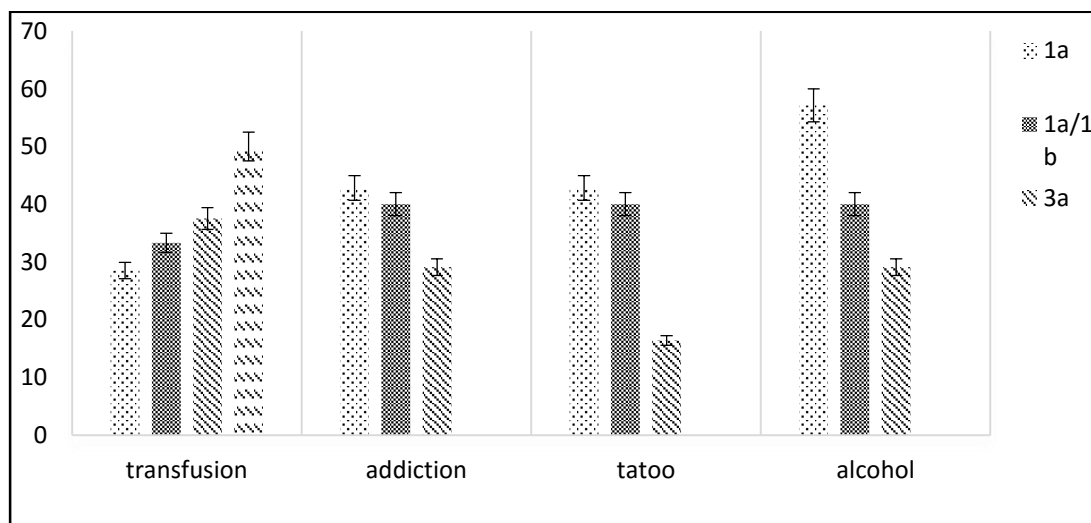 70
60
50
40
30
20
10
0
transfusion
addiction
tatoo
alcohol
1a
1a/1
b
3a